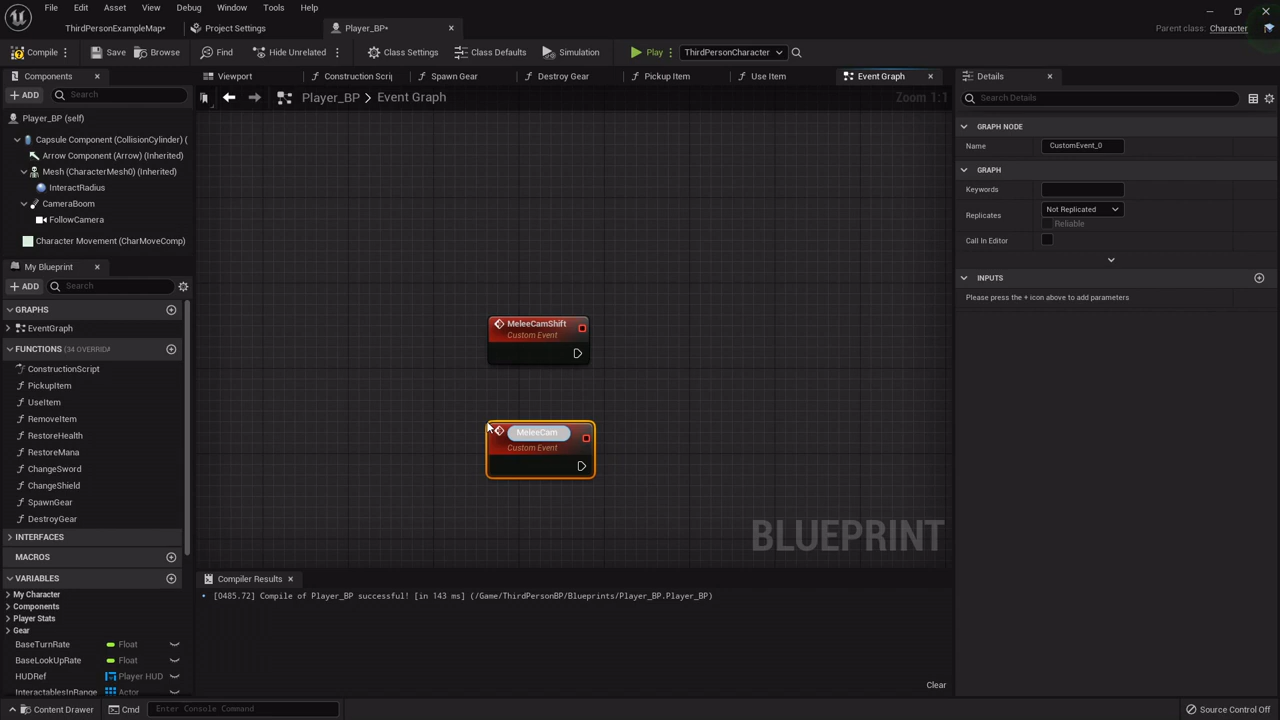 File Edit Asset View Debug Window Tools Help
ThirdPersonExampleMap* Project Settings Player_BP* Parent class: Character
Compile Save Browse Find Hide Unrelated Class Settings Class Defaults Simulation Play ThirdPersonCharacter
Components
ADD Search
Player_BP (self)
Capsule Component (CollisionCylinder) (
Arrow Component (Arrow) (Inherited)
Mesh (CharacterMesh0) (Inherited)
InteractRadius
CameraBoom
FollowCamera
Character Movement (CharMoveComp)
My Blueprint
ADD Search
GRAPHS
EventGraph
FUNCTIONS (34 OVERRIDA
ConstructionScript
PickupItem
UseItem
RemoveItem
RestoreHealth
RestoreMana
ChangeSword
ChangeShield
SpawnGear
DestroyGear
INTERFACES
MACROS
VARIABLES
My Character
Components
Player Stats
Gear
BaseTurnRate Float
BaseLookUpRate Float
HUDRef Player HUD
InteractablesInRange Actor
Viewport Construction Scrip Spawn Gear Destroy Gear Pickup Item Use Item Event Graph
Player_BP > Event Graph Zoom 1:1
MeleeCamShift
Custom Event
MeleeCam
Custom Event
BLUEPRINT
Compiler Results
[0485.72] Compile of Player_BP successful! [in 143 ms] (/Game/ThirdPersonBP/Blueprints/Player_BP.Player_BP)
Clear
Details
Search Details
GRAPH NODE
Name CustomEvent_0
GRAPH
Keywords
Replicates Not Replicated
Reliable
Call In Editor
INPUTS
Please press the + icon above to add parameters
Content Drawer Cmd Enter Console Command Source Control Off